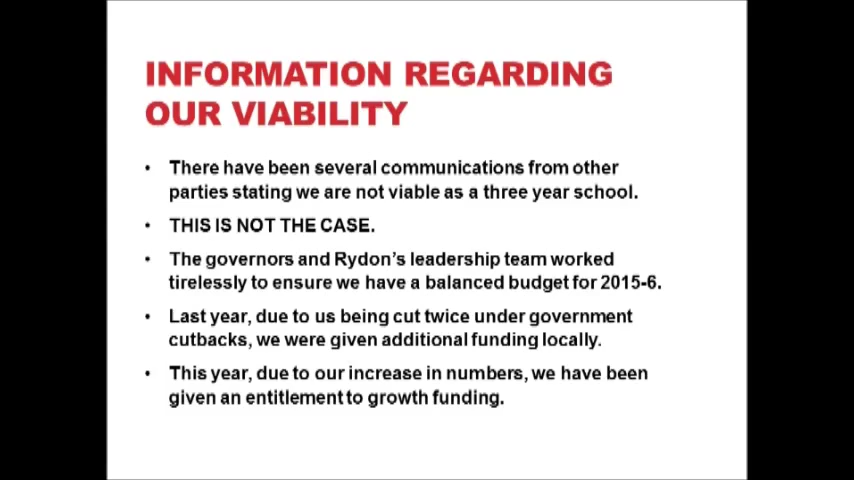 INFORMATION REGARDING
OUR VIABILITY
• There have been several communications from other
parties stating we are not viable as a three year school.
• THIS IS NOT THE CASE.
• The governors and Rydon's leadership team worked
tirelessly to ensure we have a balanced budget for 2015-6.
• Last year, due to us being cut twice under government
cutbacks, we were given additional funding locally.
• This year, due to our increase in numbers, we have been
given an entitlement to growth funding.